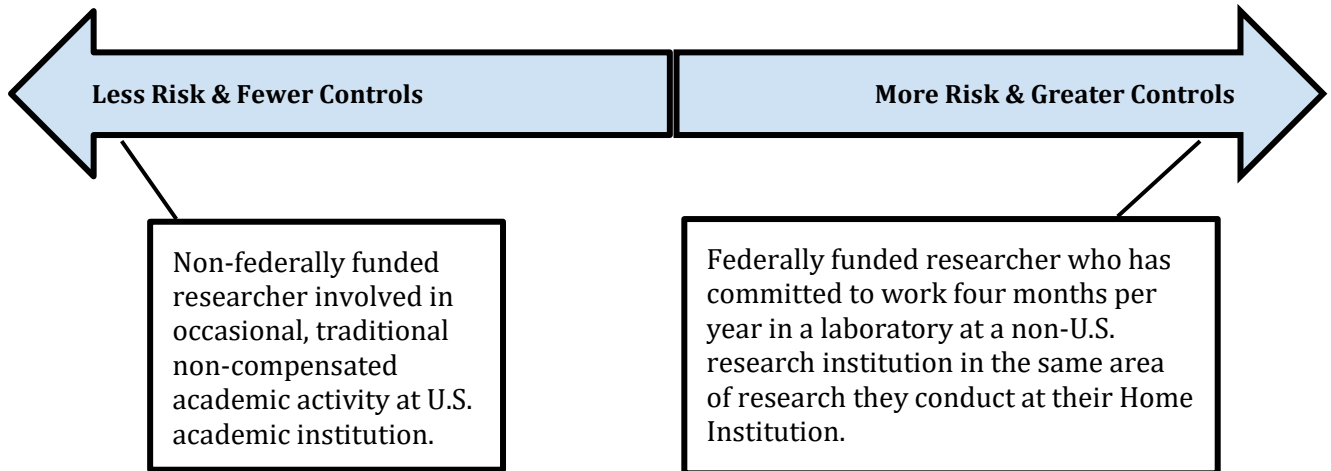 Less Risk & Fewer Controls
More Risk & Greater Controls
Non-federally funded
researcher involved in
occasional, traditional
non-compensated
academic activity at U.S.
academic institution.
Federally funded researcher who has
committed to work four months per
year in a laboratory at a non-U.S.
research institution in the same area
of research they conduct at their Home
Institution.